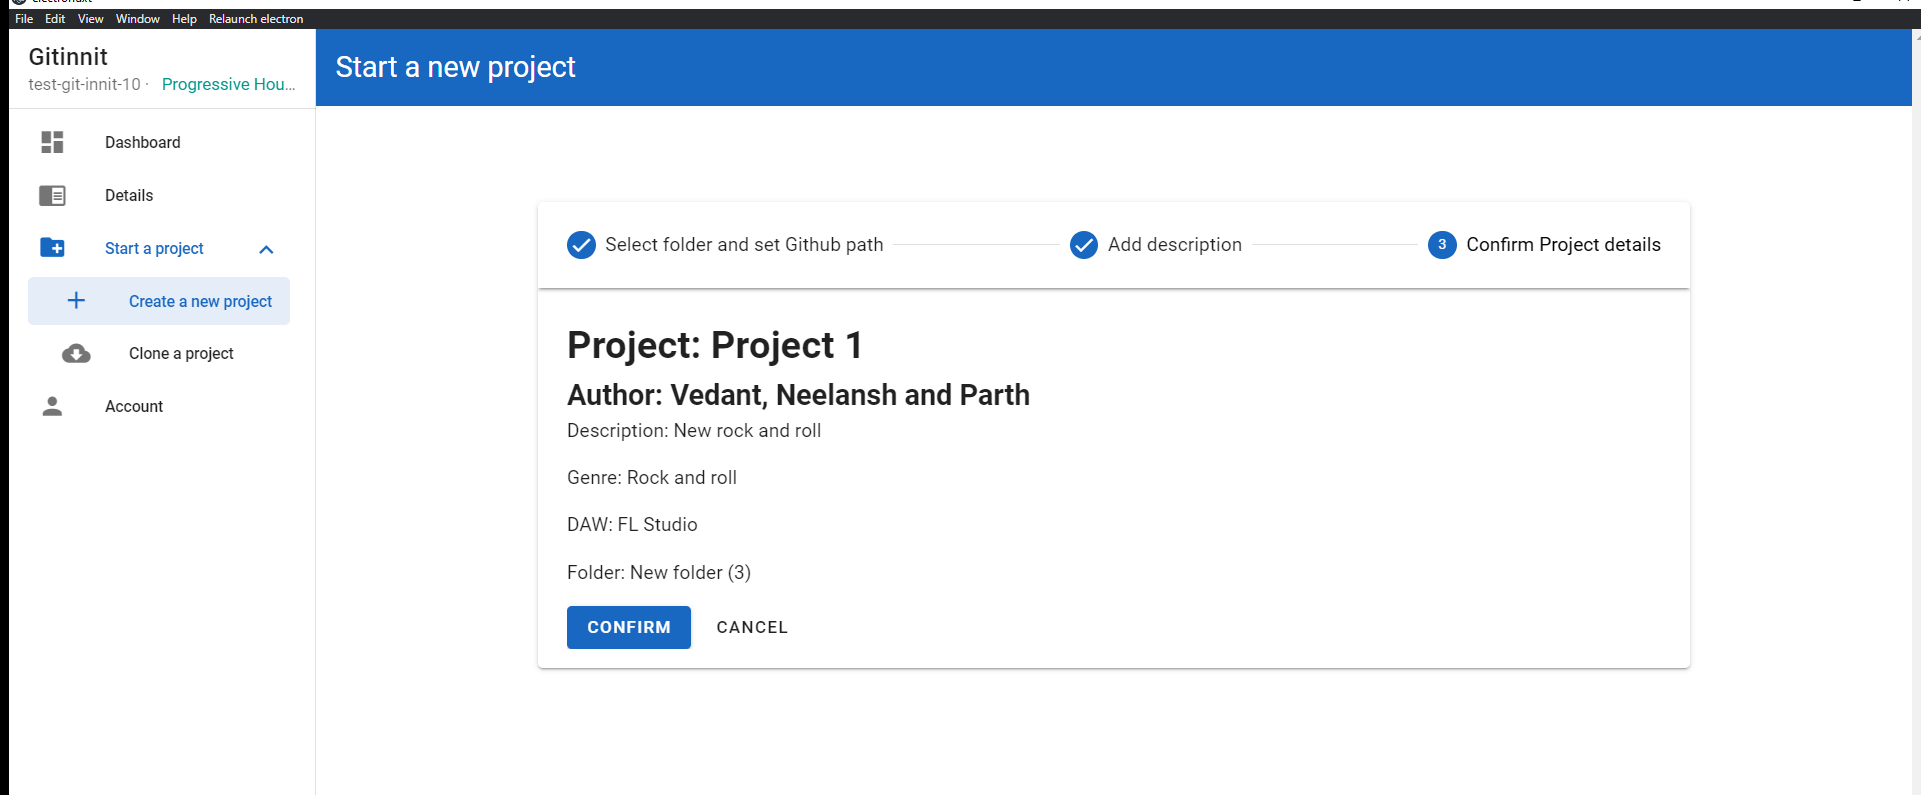 File Edit View Window Help Relaunch electron
Gitinnit
test-git-innit-10 · Progressive Hou...
Dashboard
Details
Start a project
Create a new project
Clone a project
Account
Start a new project
Select folder and set Github path
Add description
3 Confirm Project details
Project: Project 1
Author: Vedant, Neelansh and Parth
Description: New rock and roll
Genre: Rock and roll
DAW: FL Studio
Folder: New folder (3)
CONFIRM CANCEL